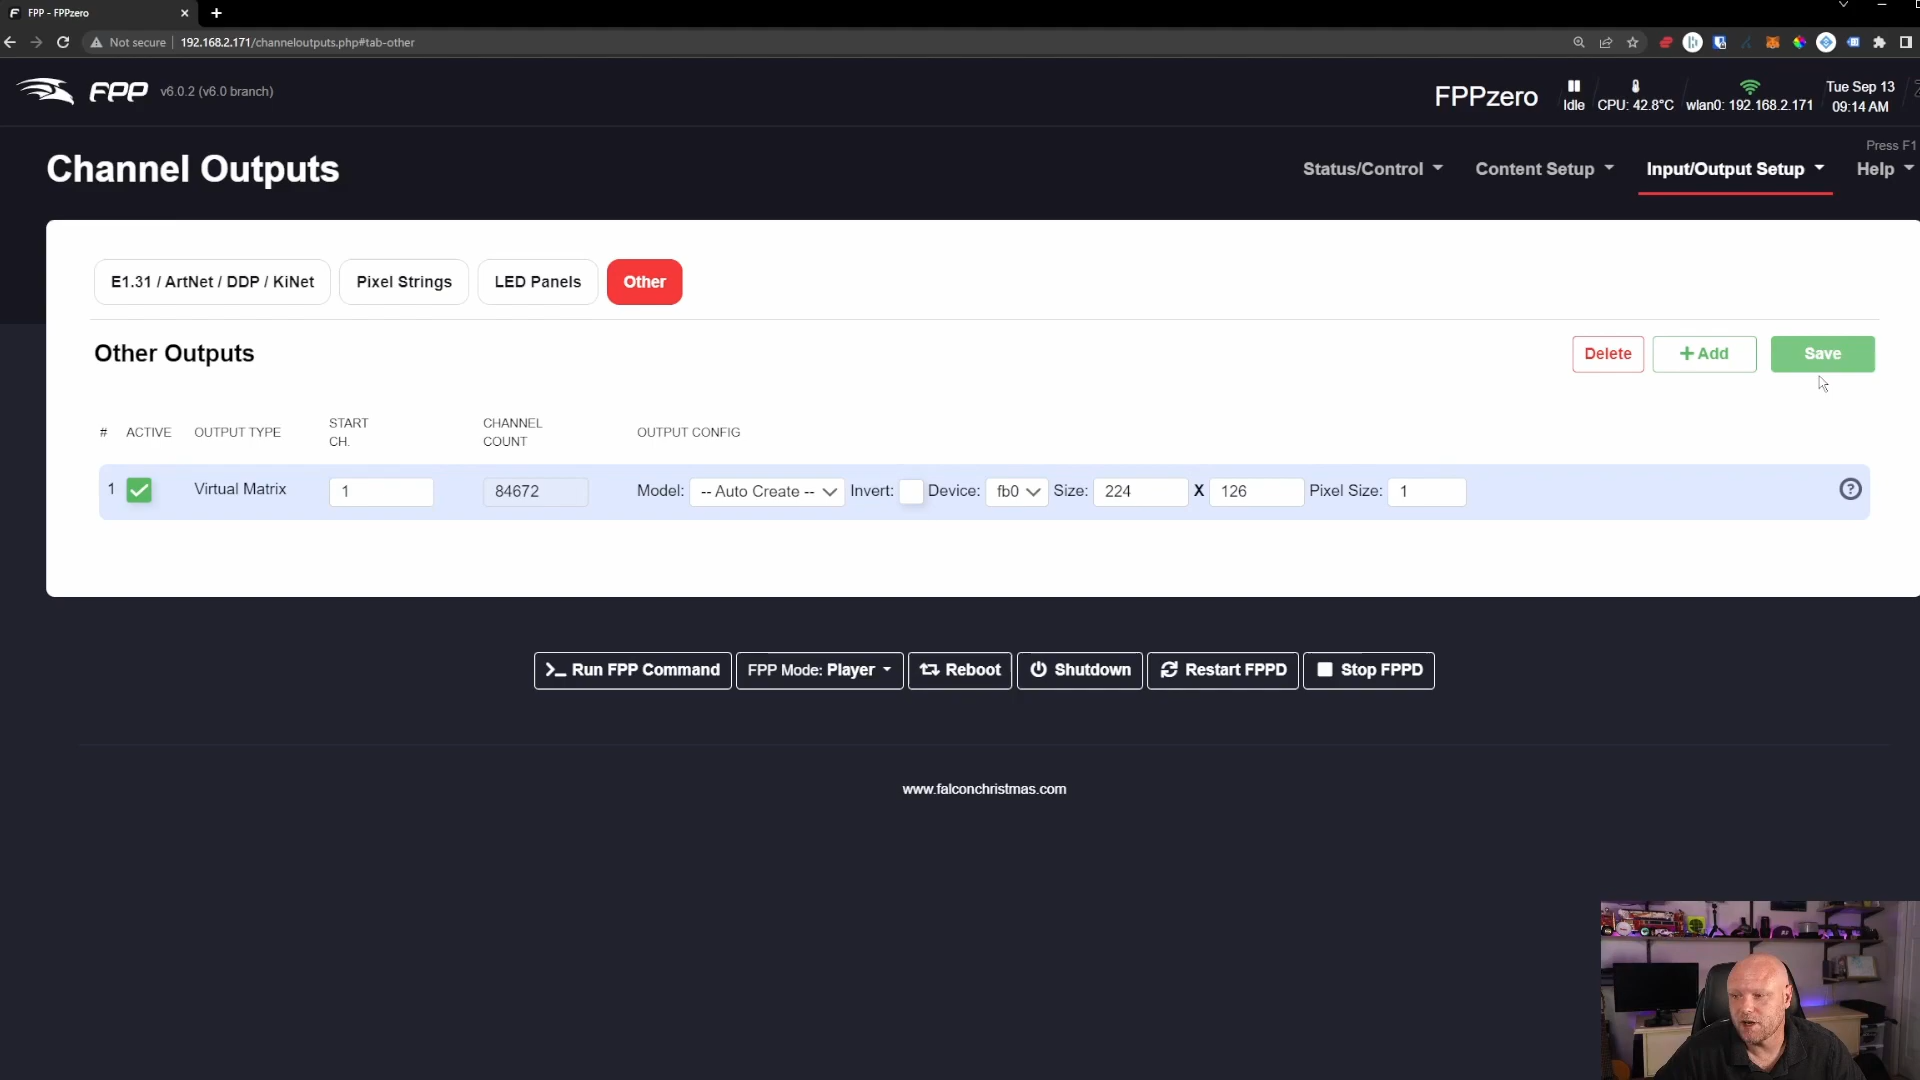 FPP - FPPzero
Not secure 192.168.2.171/channeloutputs.php#tab-other
FPP v6.0.2 (v6.0 branch)
FPPzero
Idle
CPU: 42.8°C
wlan0: 192.168.2.171
Tue Sep 13
09:14 AM
Press F1
Channel Outputs
Status/Control
Content Setup
Input/Output Setup
Help
E1.31 / ArtNet / DDP / KiNet
Pixel Strings
LED Panels
Other
Other Outputs
Delete
+ Add
Save
# ACTIVE OUTPUT TYPE START CH. CHANNEL COUNT OUTPUT CONFIG
1 Virtual Matrix 1 84672 Model: -- Auto Create -- Invert: Device: fb0 Size: 224 X 126 Pixel Size: 1 ?
>_ Run FPP Command
FPP Mode: Player
Reboot
Shutdown
Restart FPPD
Stop FPPD
www.falconchristmas.com